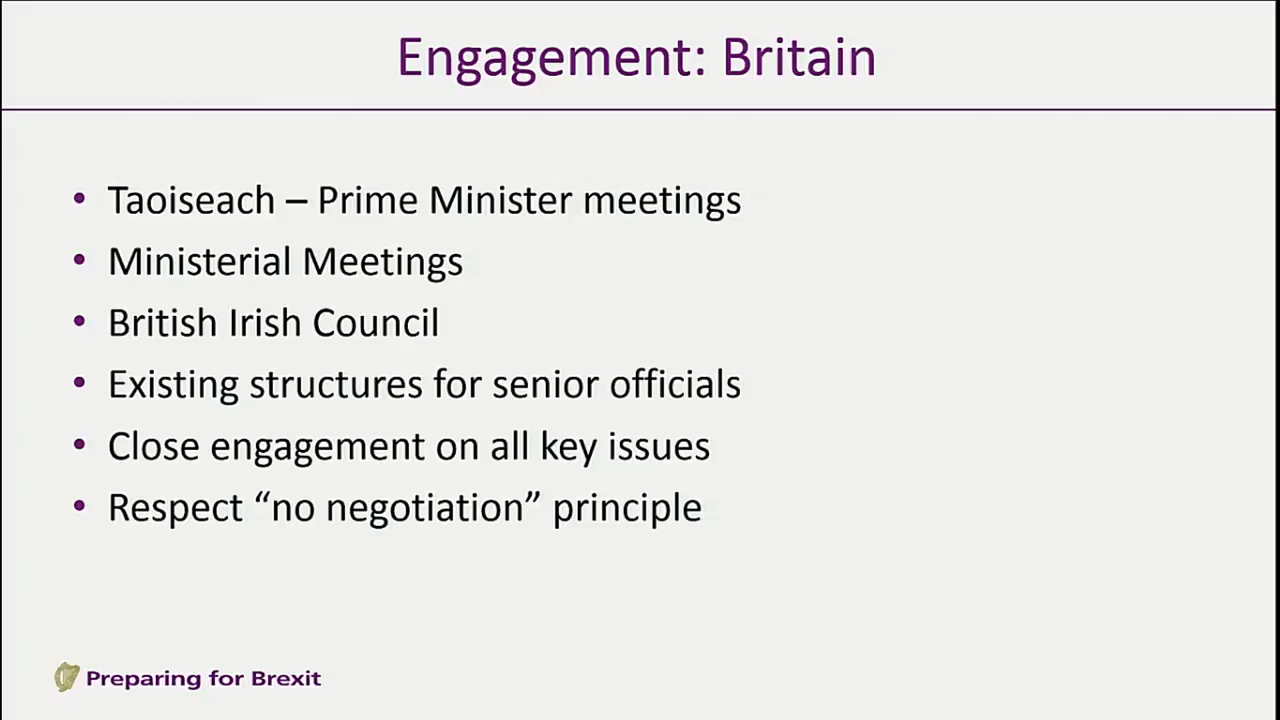 Engagement: Britain
• Taoiseach – Prime Minister meetings
• Ministerial Meetings
• British Irish Council
• Existing structures for senior officials
• Close engagement on all key issues
• Respect “no negotiation” principle
Preparing for Brexit